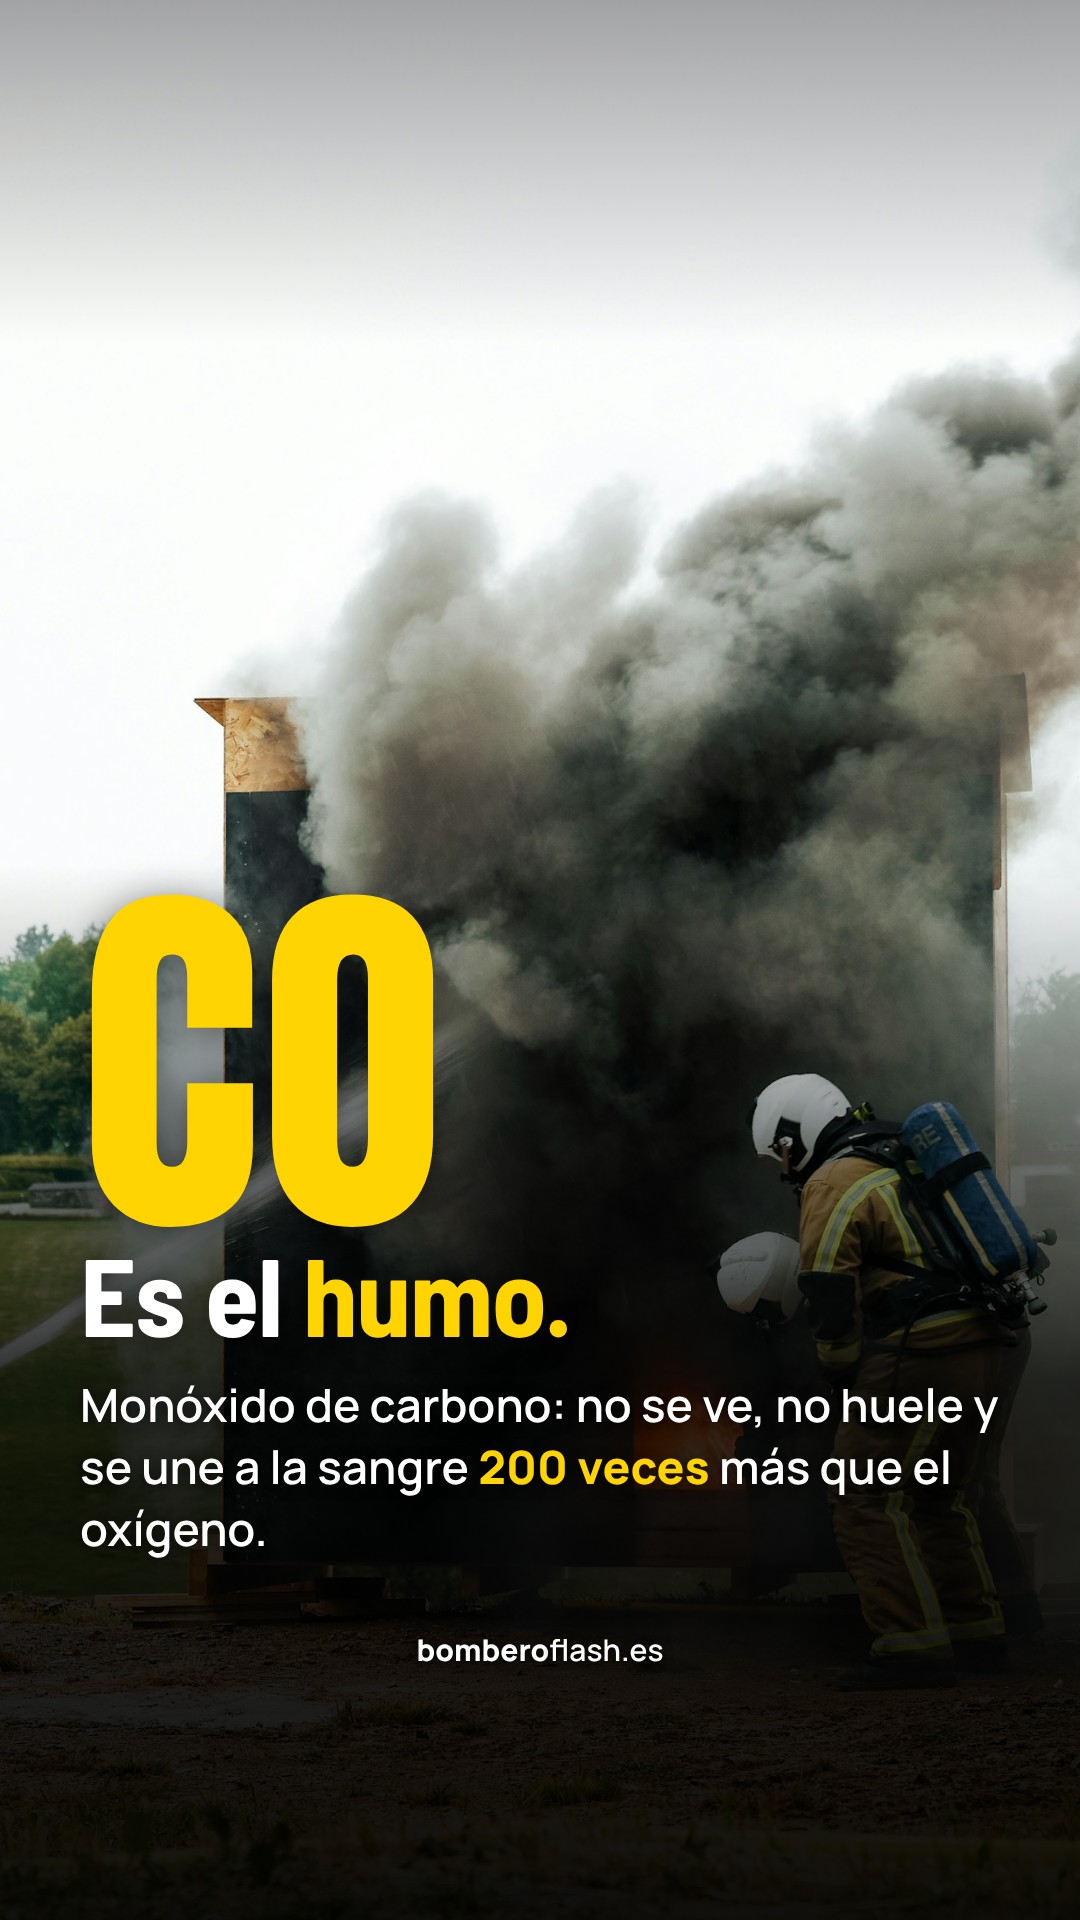 CO
Es el humo.
Monóxido de carbono: no se ve, no huele y
se une a la sangre 200 veces más que el
oxígeno.
bomberoflash.es